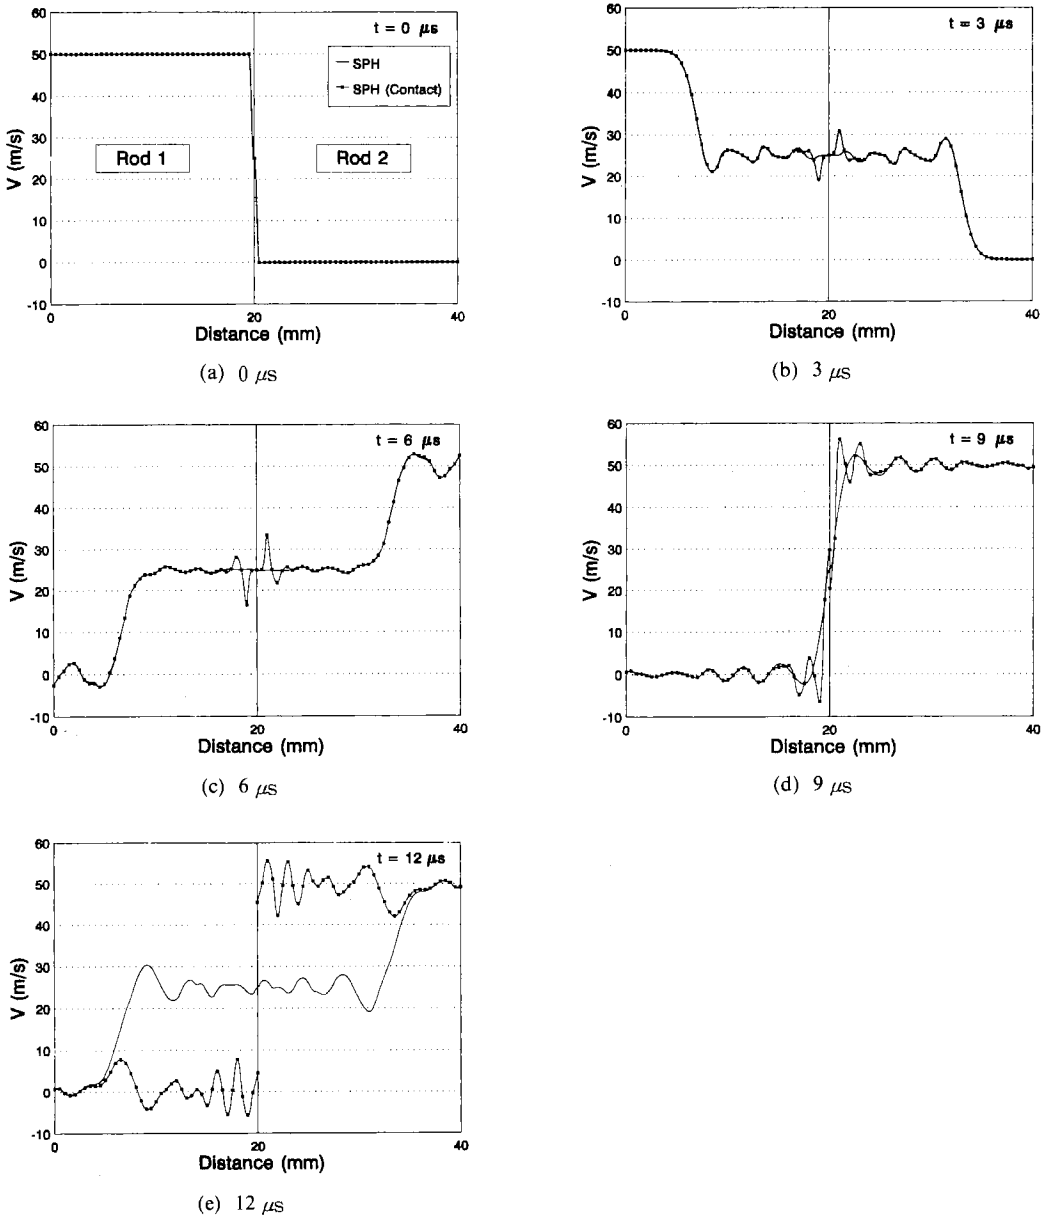 t = 0 μs
V (m/s)
60
50
40
30
20
10
0
-10
SPH
SPH (Contact)
Rod 1
Rod 2
0
20
40
Distance (mm)
(a) 0 μs
t = 3 μs
V (m/s)
60
50
40
30
20
10
0
-10
0
20
40
Distance (mm)
(b) 3 μs
t = 6 μs
V (m/s)
60
50
40
30
20
10
0
-10
0
20
40
Distance (mm)
(c) 6 μs
t = 9 μs
V (m/s)
60
50
40
30
20
10
0
-10
0
20
40
Distance (mm)
(d) 9 μs
t = 12 μs
V (m/s)
60
50
40
30
20
10
0
-10
0
20
40
Distance (mm)
(e) 12 μs